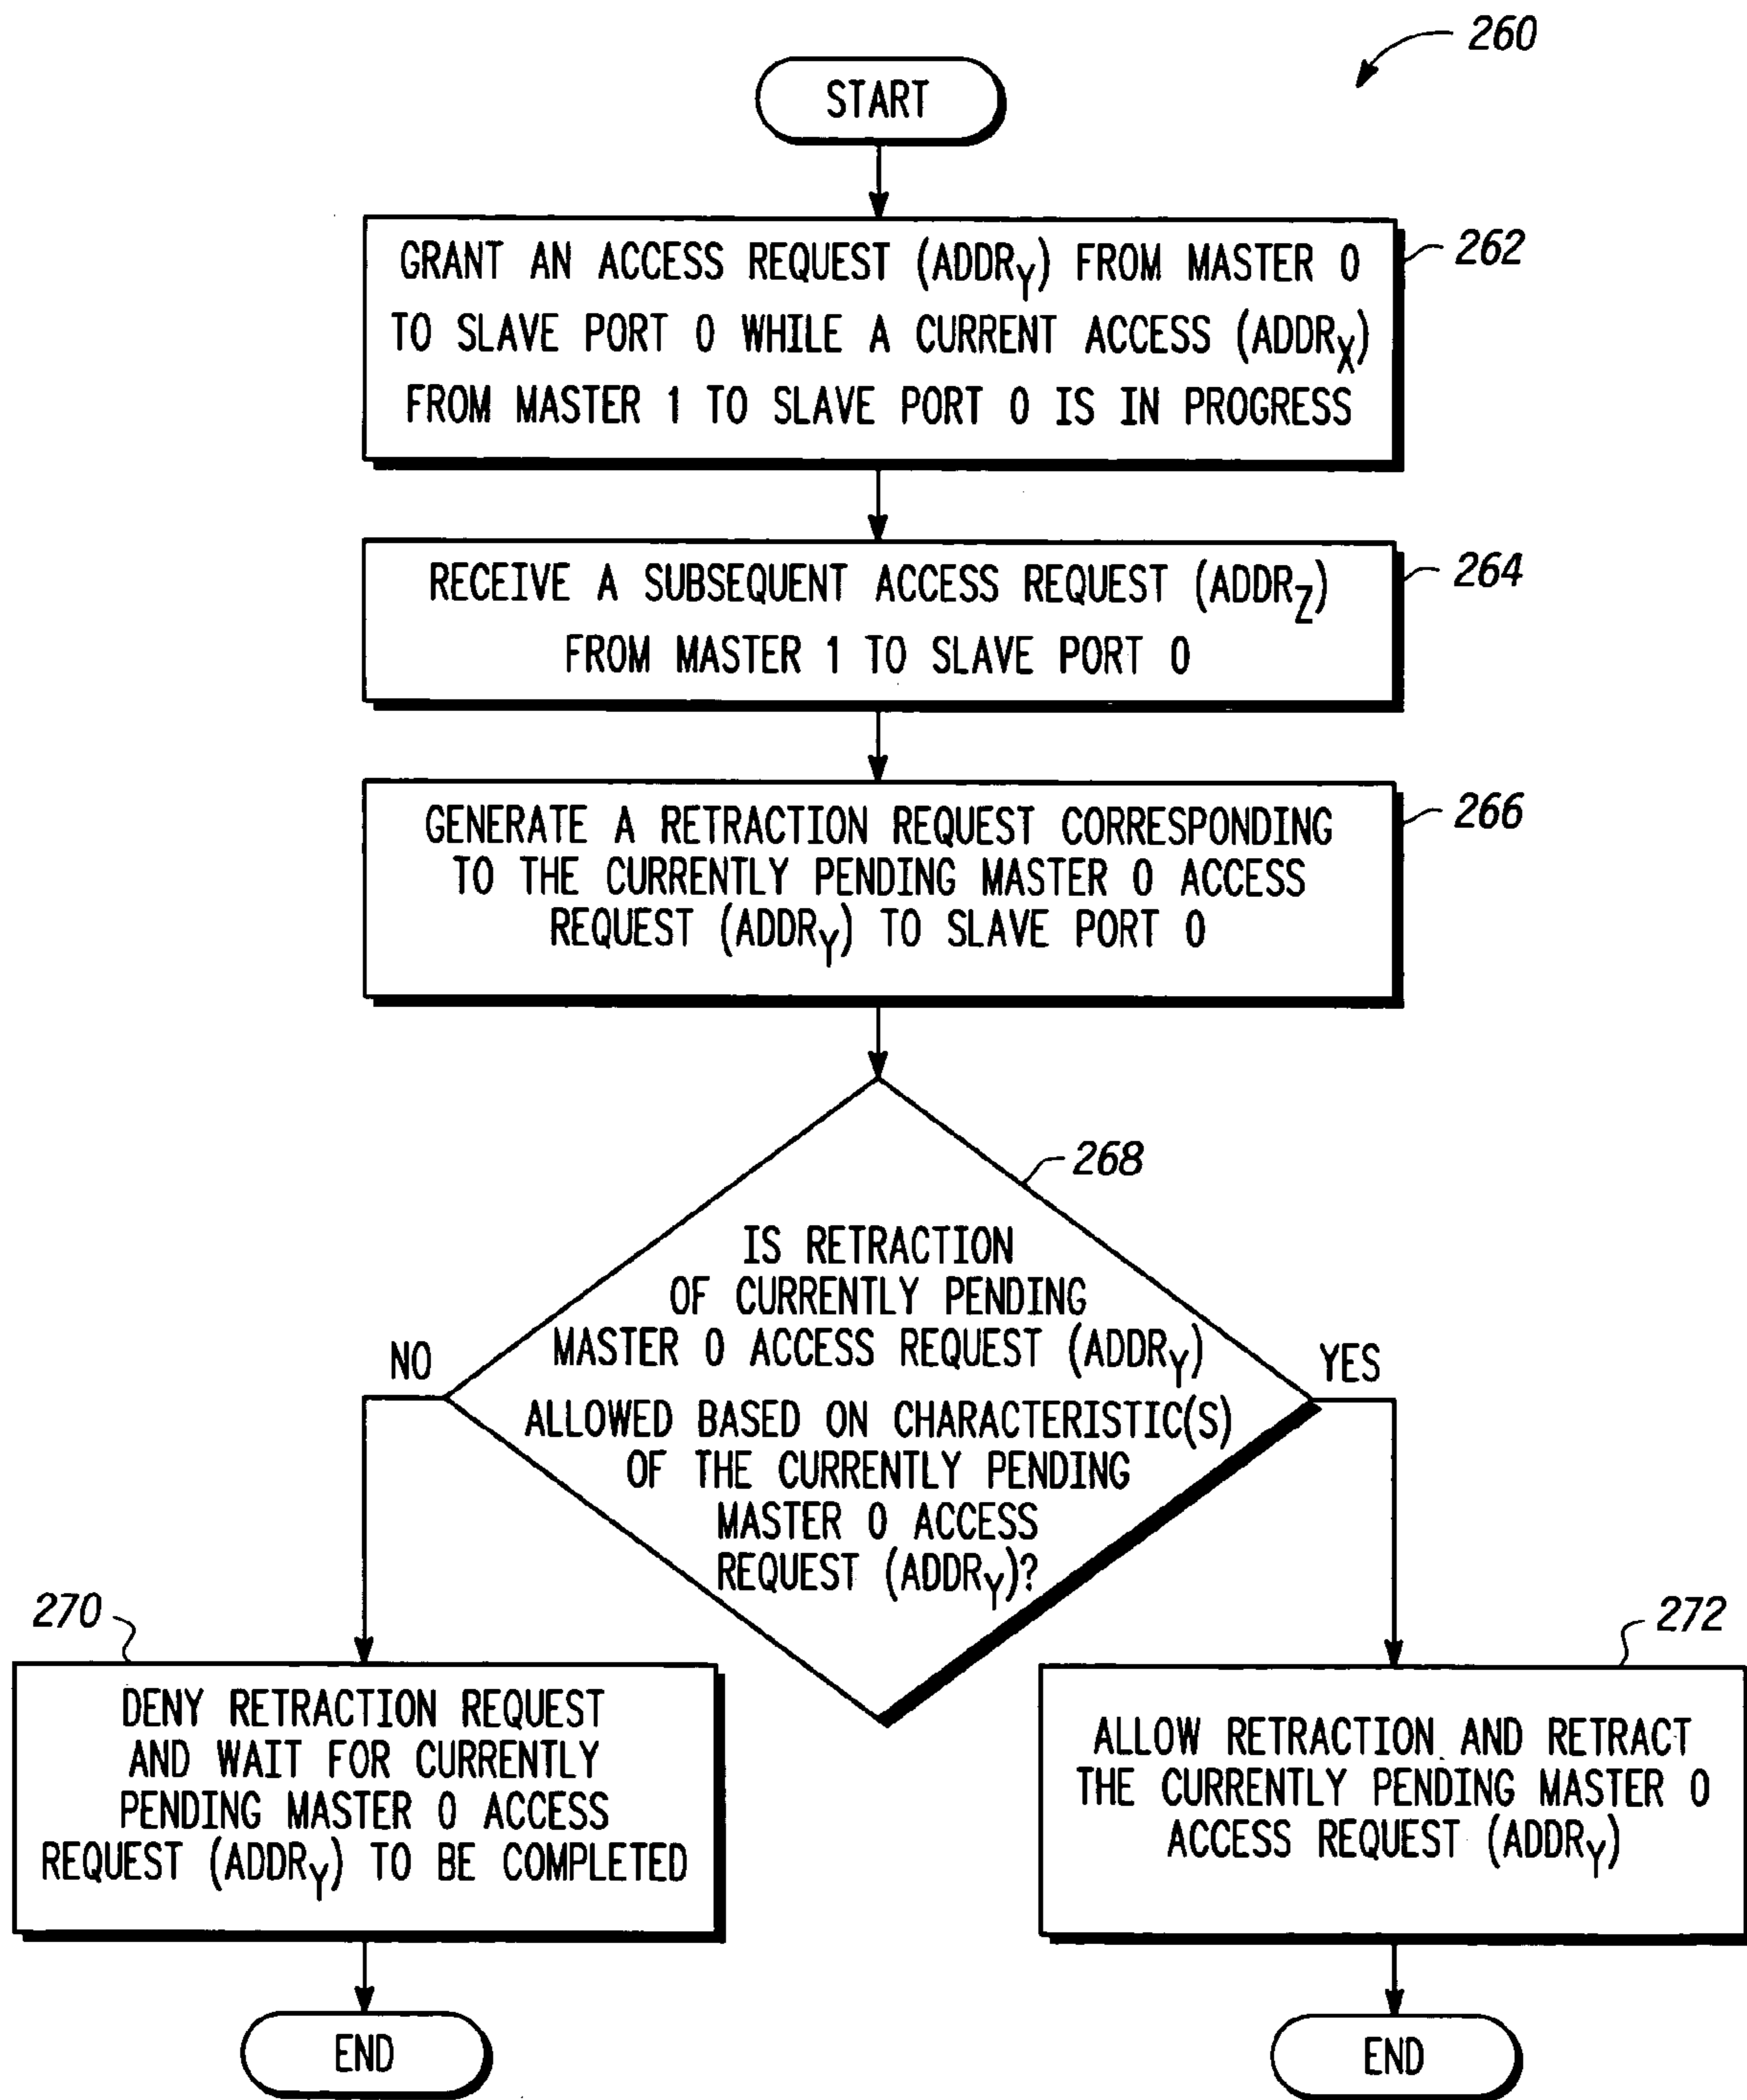 260
START
GRANT AN ACCESS REQUEST (ADDRY) FROM MASTER 0
TO SLAVE PORT 0 WHILE A CURRENT ACCESS (ADDRX)
FROM MASTER 1 TO SLAVE PORT 0 IS IN PROGRESS
262
RECEIVE A SUBSEQUENT ACCESS REQUEST (ADDRZ)
FROM MASTER 1 TO SLAVE PORT 0
264
GENERATE A RETRACTION REQUEST CORRESPONDING
TO THE CURRENTLY PENDING MASTER 0 ACCESS
REQUEST (ADDRY) TO SLAVE PORT 0
266
268
IS RETRACTION
OF CURRENTLY PENDING
MASTER 0 ACCESS REQUEST (ADDRY)
ALLOWED BASED ON CHARACTERISTIC(S)
OF THE CURRENTLY PENDING
MASTER 0 ACCESS
REQUEST (ADDRY)?
NO
YES
270
DENY RETRACTION REQUEST
AND WAIT FOR CURRENTLY
PENDING MASTER 0 ACCESS
REQUEST (ADDRY) TO BE COMPLETED
END
272
ALLOW RETRACTION AND RETRACT
THE CURRENTLY PENDING MASTER 0
ACCESS REQUEST (ADDRY)
END